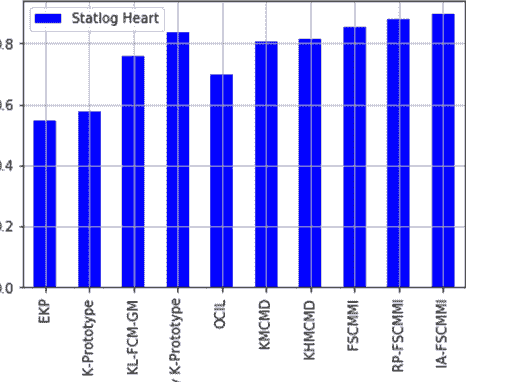 Statlog Heart
0.8
0.6
0.4
0.2
0.0
EKP
K-Prototype
KL-FCM-GM
y K-Prototype
OCIL
KMCMD
KHMCMD
FSCMMI
RP-FSCMMI
IA-FSCMMI